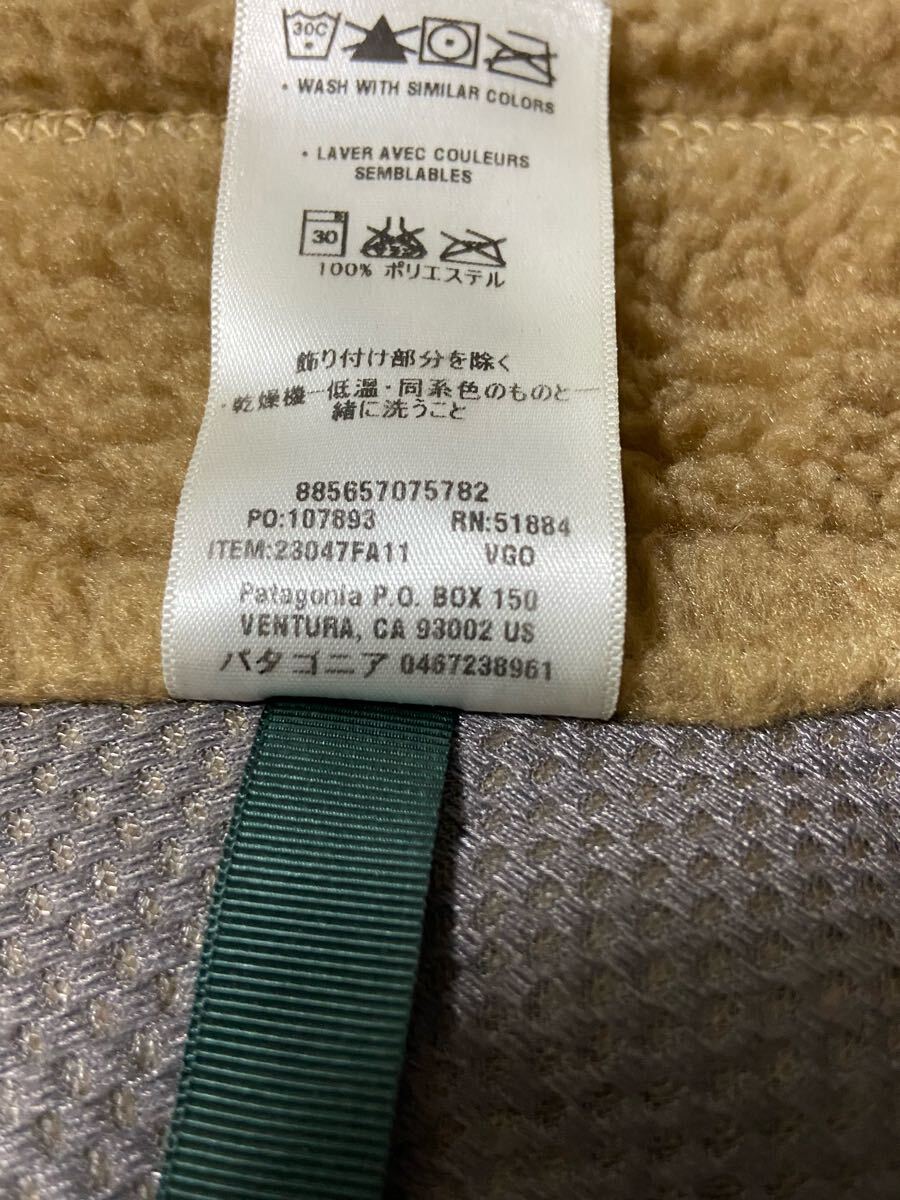 30C
• WASH WITH SIMILAR COLORS
• LAVER AVEC COULEURS
SEMBLABLES
30
100% ポリエステル
飾り付け部分を除く
・乾燥機－低温・同系色のものと
緒に洗うこと
885657075782
PO:107893 RN:51884
ITEM:23047FA11 VGO
Patagonia P.O. BOX 150
VENTURA, CA 93002 US
パタゴニア 0467238961